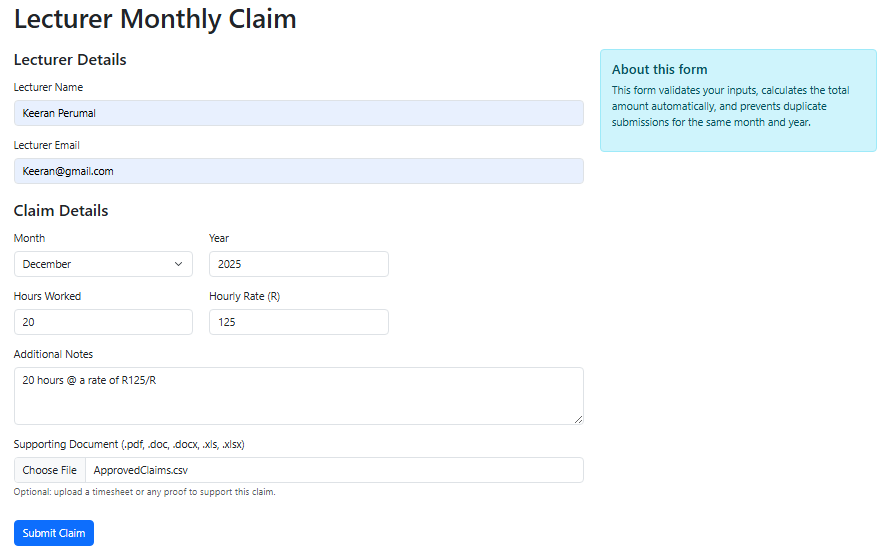 Lecturer Monthly Claim
Lecturer Details
Lecturer Name
Keeran Perumal
Lecturer Email
Keeran@gmail.com
Claim Details
Month
Year
December
2025
Hours Worked
Hourly Rate (R)
20
125
Additional Notes
20 hours @ a rate of R125/R
Supporting Document (.pdf, .doc, .docx, .xls, .xlsx)
Choose File
ApprovedClaims.csv
Optional: upload a timesheet or any proof to support this claim.
Submit Claim
About this form
This form validates your inputs, calculates the total
amount automatically, and prevents duplicate
submissions for the same month and year.